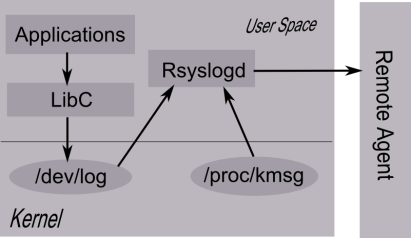 User Space
Applications
Rsyslogd
LibC
/dev/log
/proc/kmsg
Kernel
Remote Agent